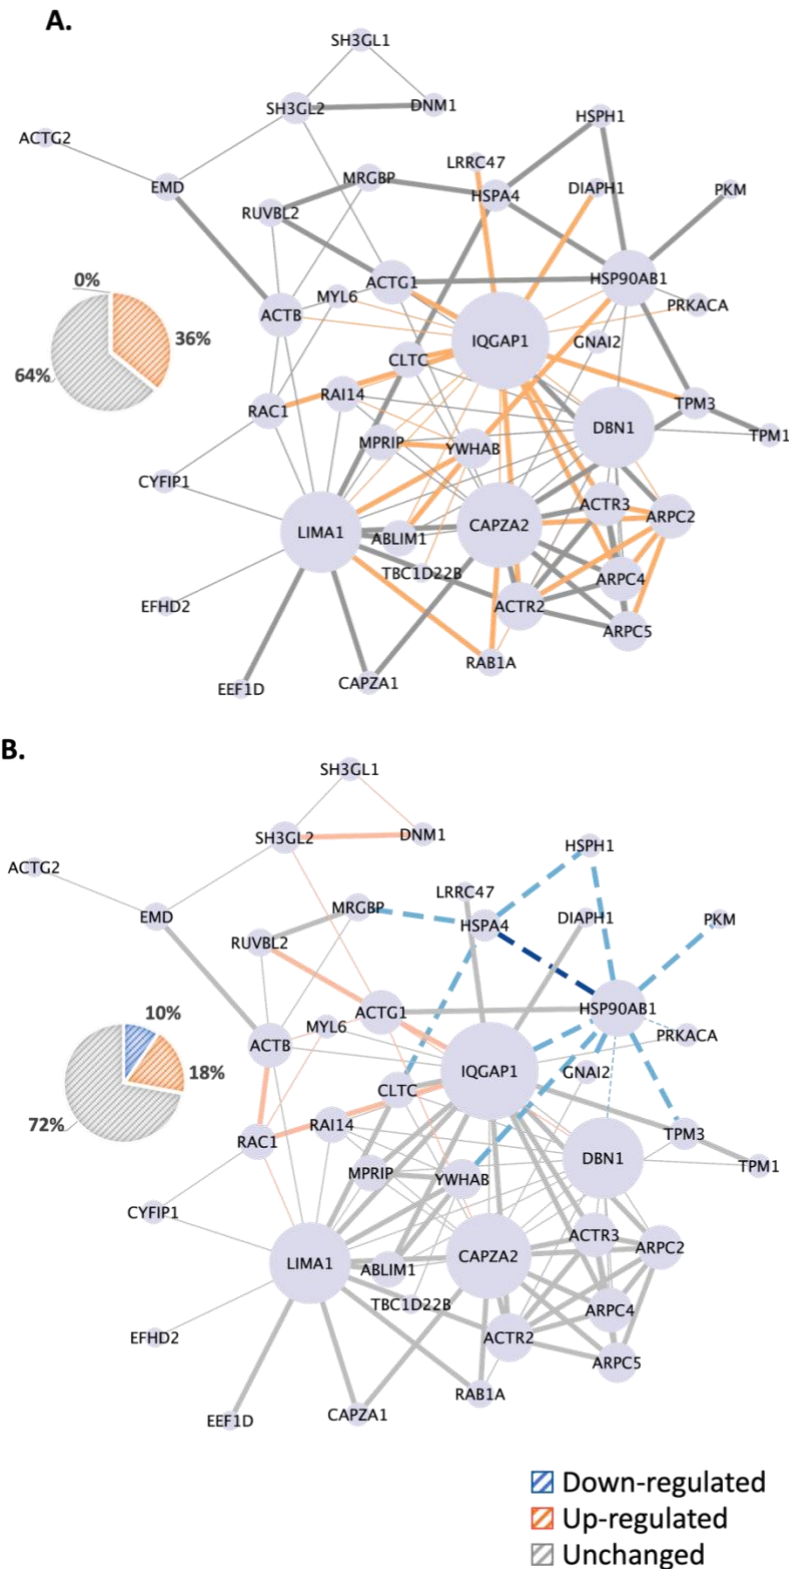 A.
SH3GL1
SH3GL2
DNM1
HSPH1
ACTG2
LRRC47
MRGBP
EMD
HSPA4
DIAPH1
PKM
RUVBL2
0%
ACTG1
HSP90AB1
MYL6
PRKACA
ACTB
36%
IQGAP1
GNAI2
CLTC
64%
RAI14
TPM3
RAC1
DBN1
TPM1
MPRIP
YWHAB
CYFIP1
ACTR3
ARPC2
LIMA1
ABLIM1
CAPZA2
TBC1D22B
ARPC4
EFHD2
ACTR2
ARPC5
RAB1A
EEF1D
CAPZA1
B.
SH3GL1
SH3GL2
DNM1
HSPH1
ACTG2
LRRC47
MRGBP
EMD
HSPA4
DIAPH1
PKM
RUVBL2
10%
ACTG1
HSP90AB1
MYL6
PRKACA
ACTB
18%
IQGAP1
GNAI2
CLTC
72%
RAI14
TPM3
RAC1
DBN1
TPM1
MPRIP
YWHAB
CYFIP1
ACTR3
ARPC2
LIMA1
ABLIM1
CAPZA2
TBC1D22B
ARPC4
EFHD2
ACTR2
ARPC5
RAB1A
EEF1D
CAPZA1
Down-regulated
Up-regulated
Unchanged